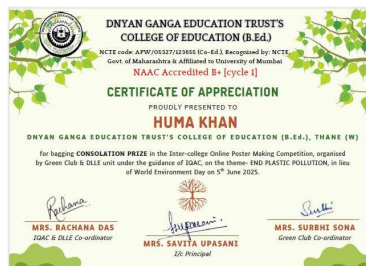 DNYAN GANGA EDUCATION TRUST'S
COLLEGE OF EDUCATION (B.Ed.)
NCTE code: APW/05327/123655 (Co-Ed.), Recognised by: NCTE,
Govt. of Maharashtra & Affiliated to University of Mumbai
NAAC Accredited B+ [cycle 1]
CERTIFICATE OF APPRECIATION
PROUDLY PRESENTED TO
HUMA KHAN
DNYAN GANGA EDUCATION TRUST'S COLLEGE OF EDUCATION (B.Ed.), THANE (W)
for bagging CONSOLATION PRIZE in the Inter-college Online Poster Making Competition, organised
by Green Club & DLLE unit under the guidance of IQAC, on the theme- END PLASTIC POLLUTION, in lieu
of World Environment Day on 5th June 2025.
Rachana
MRS. RACHANA DAS
IQAC & DLLE Co-ordinator
MRS. SAVITA UPASANI
I/c Principal
Surbhi
MRS. SURBHI SONA
Green Club Co-ordinator